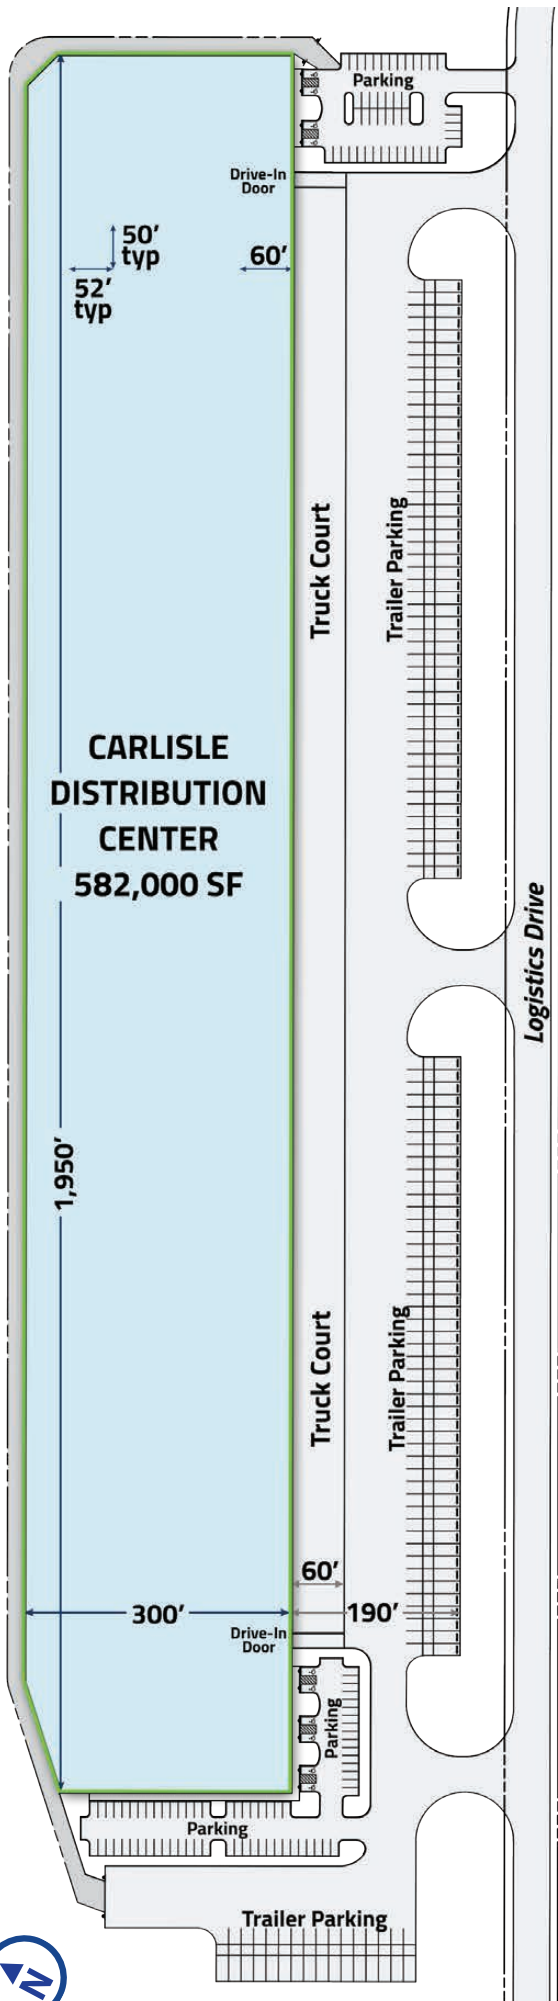 Parking
Drive-In
Door
50’
typ
60’
52’
typ
Truck Court
Trailer Parking
CARLISLE
DISTRIBUTION
CENTER
582,000 SF
Logistics Drive
1,950’
Truck Court
Trailer Parking
60’
300’
190’
Drive-In
Door
Parking
Parking
Trailer Parking
N